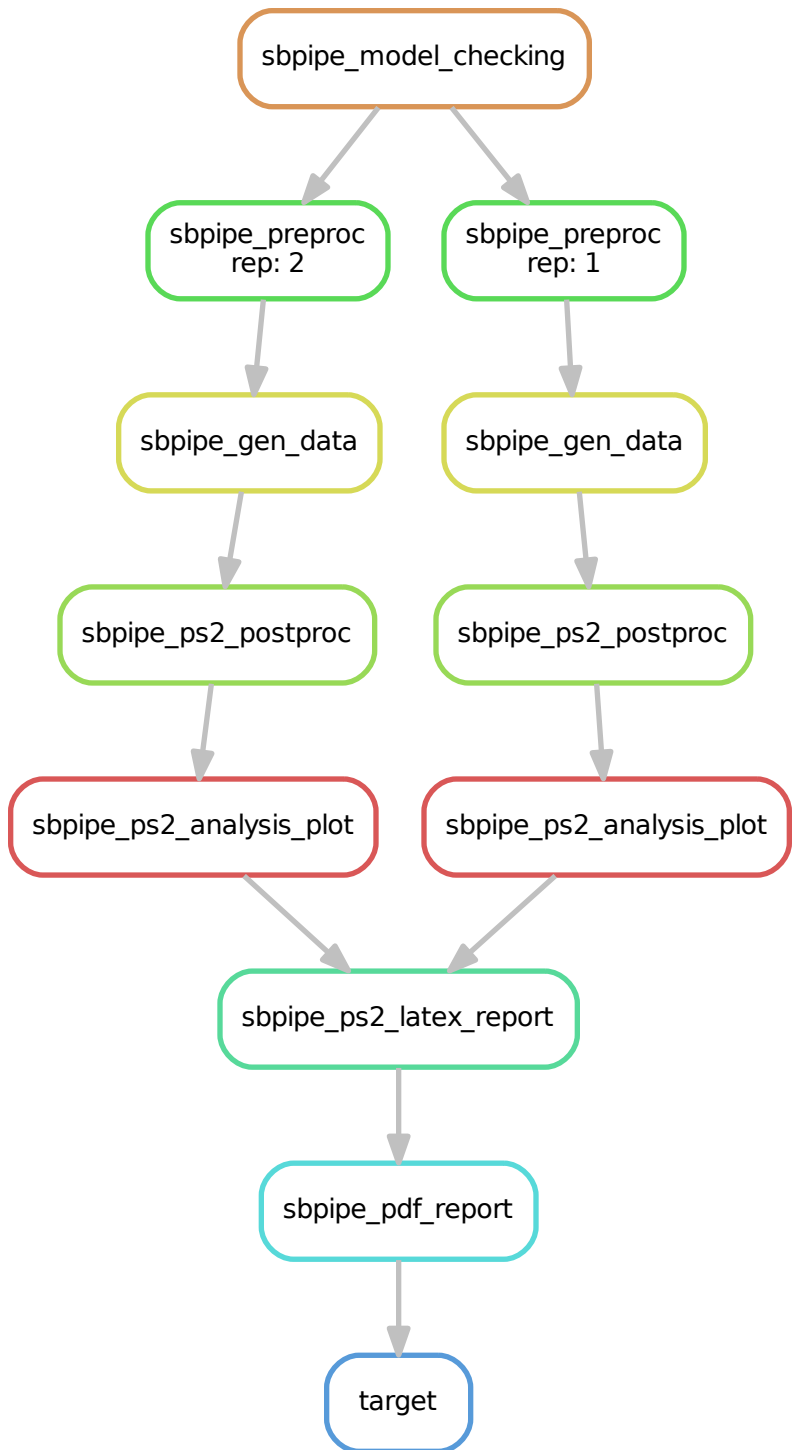 sbpipe_model_checking
sbpipe_preproc
rep: 2
sbpipe_preproc
rep: 1
sbpipe_gen_data
sbpipe_gen_data
sbpipe_ps2_postproc
sbpipe_ps2_postproc
sbpipe_ps2_analysis_plot
sbpipe_ps2_analysis_plot
sbpipe_ps2_latex_report
sbpipe_pdf_report
target